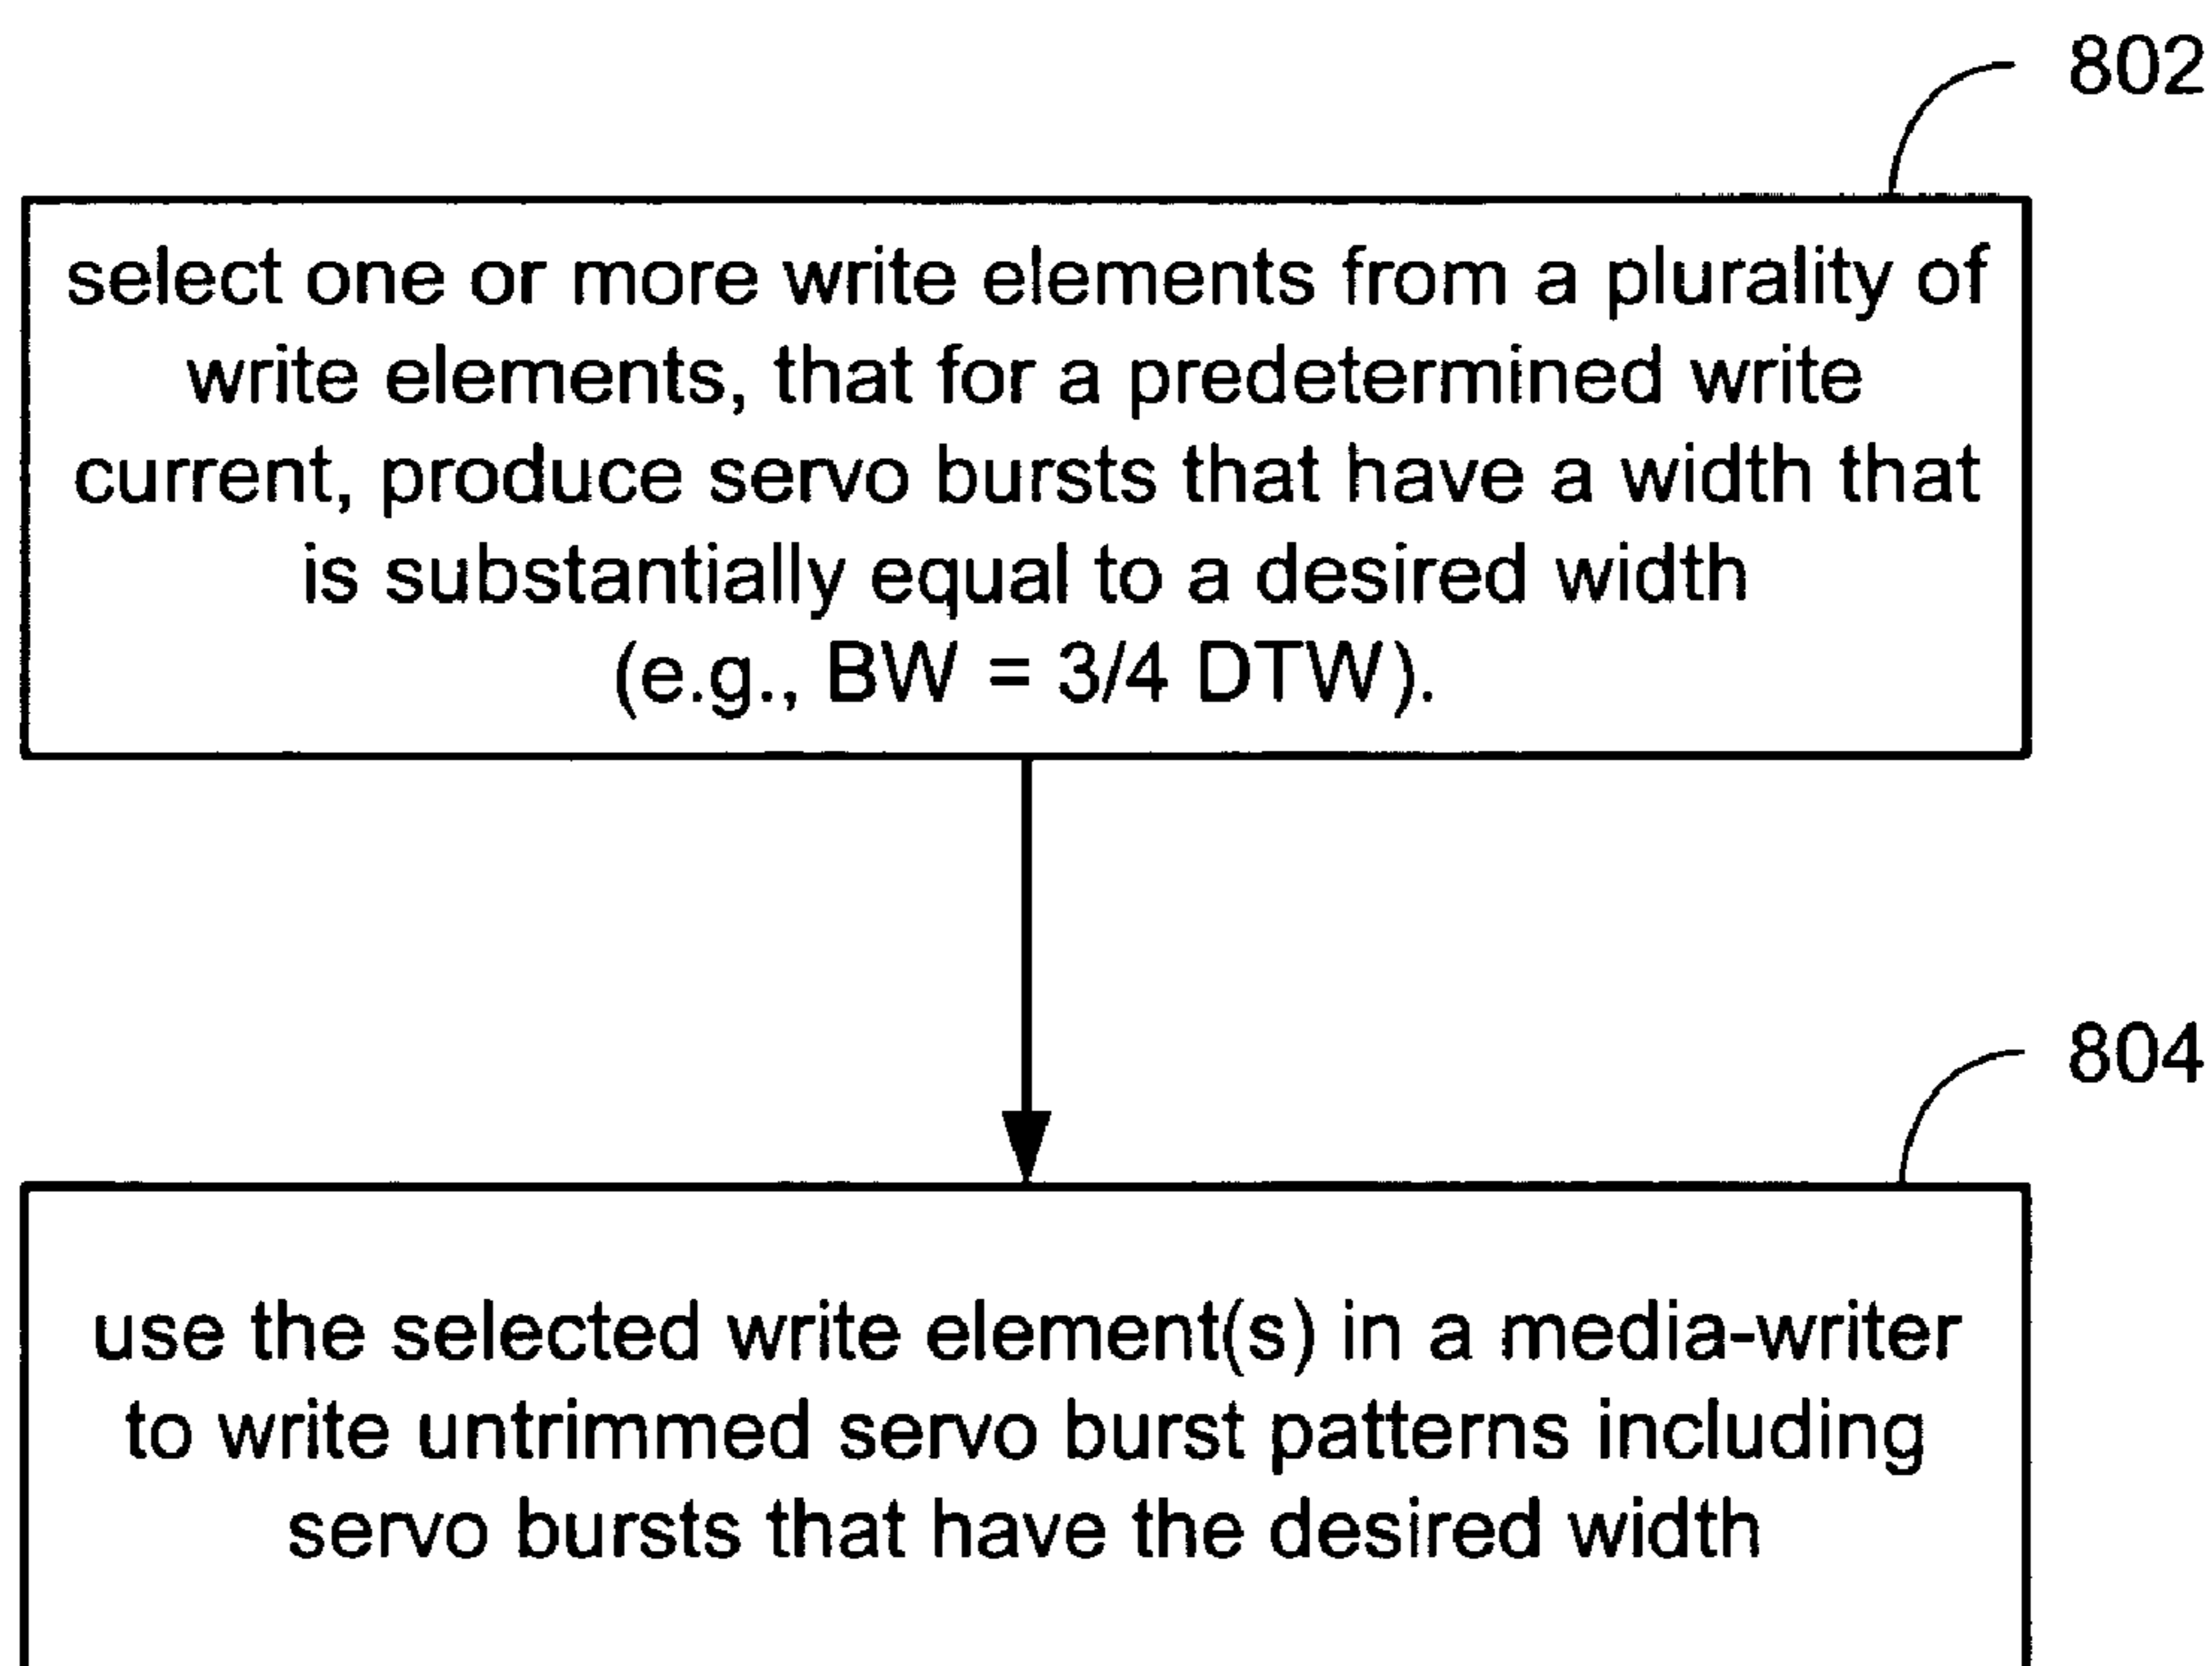 802
select one or more write elements from a plurality of
write elements, that for a predetermined write
current, produce servo bursts that have a width that
is substantially equal to a desired width
(e.g., BW = 3/4 DTW).
804
use the selected write element(s) in a media-writer
to write untrimmed servo burst patterns including
servo bursts that have the desired width